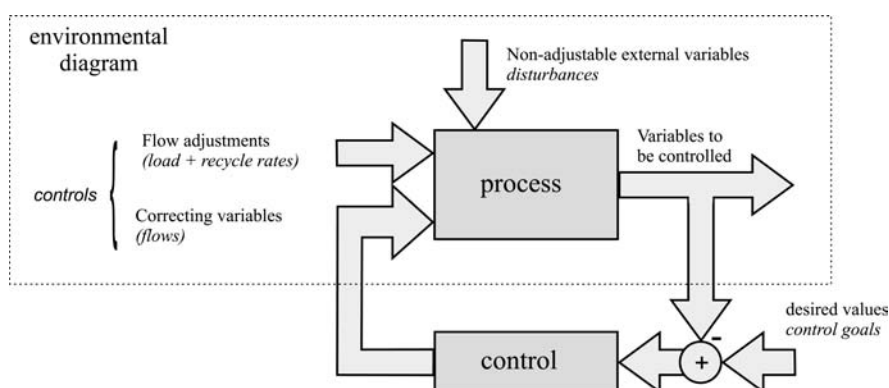 environmental
diagram
Non-adjustable external variables
disturbances
Flow adjustments
(load + recycle rates)
controls
Correcting variables
(flows)
process
Variables to
be controlled
desired values
control goals
control
-
+